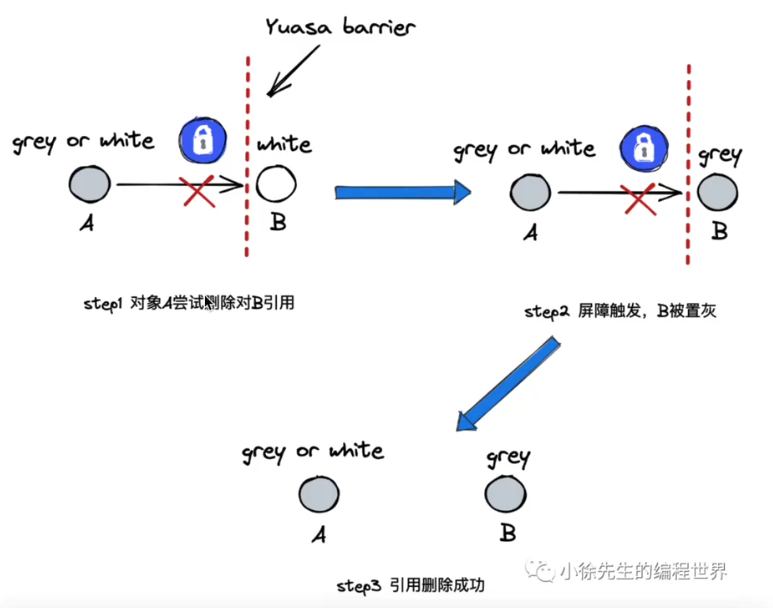 Yuasa barrier
grey or white
white
A
B
step1 对象A尝试删除对B引用
grey or white
grey
A
B
step2 屏障触发，B被置灰
grey or white
grey
A
B
step3 引用删除成功
小徐先生的编程世界